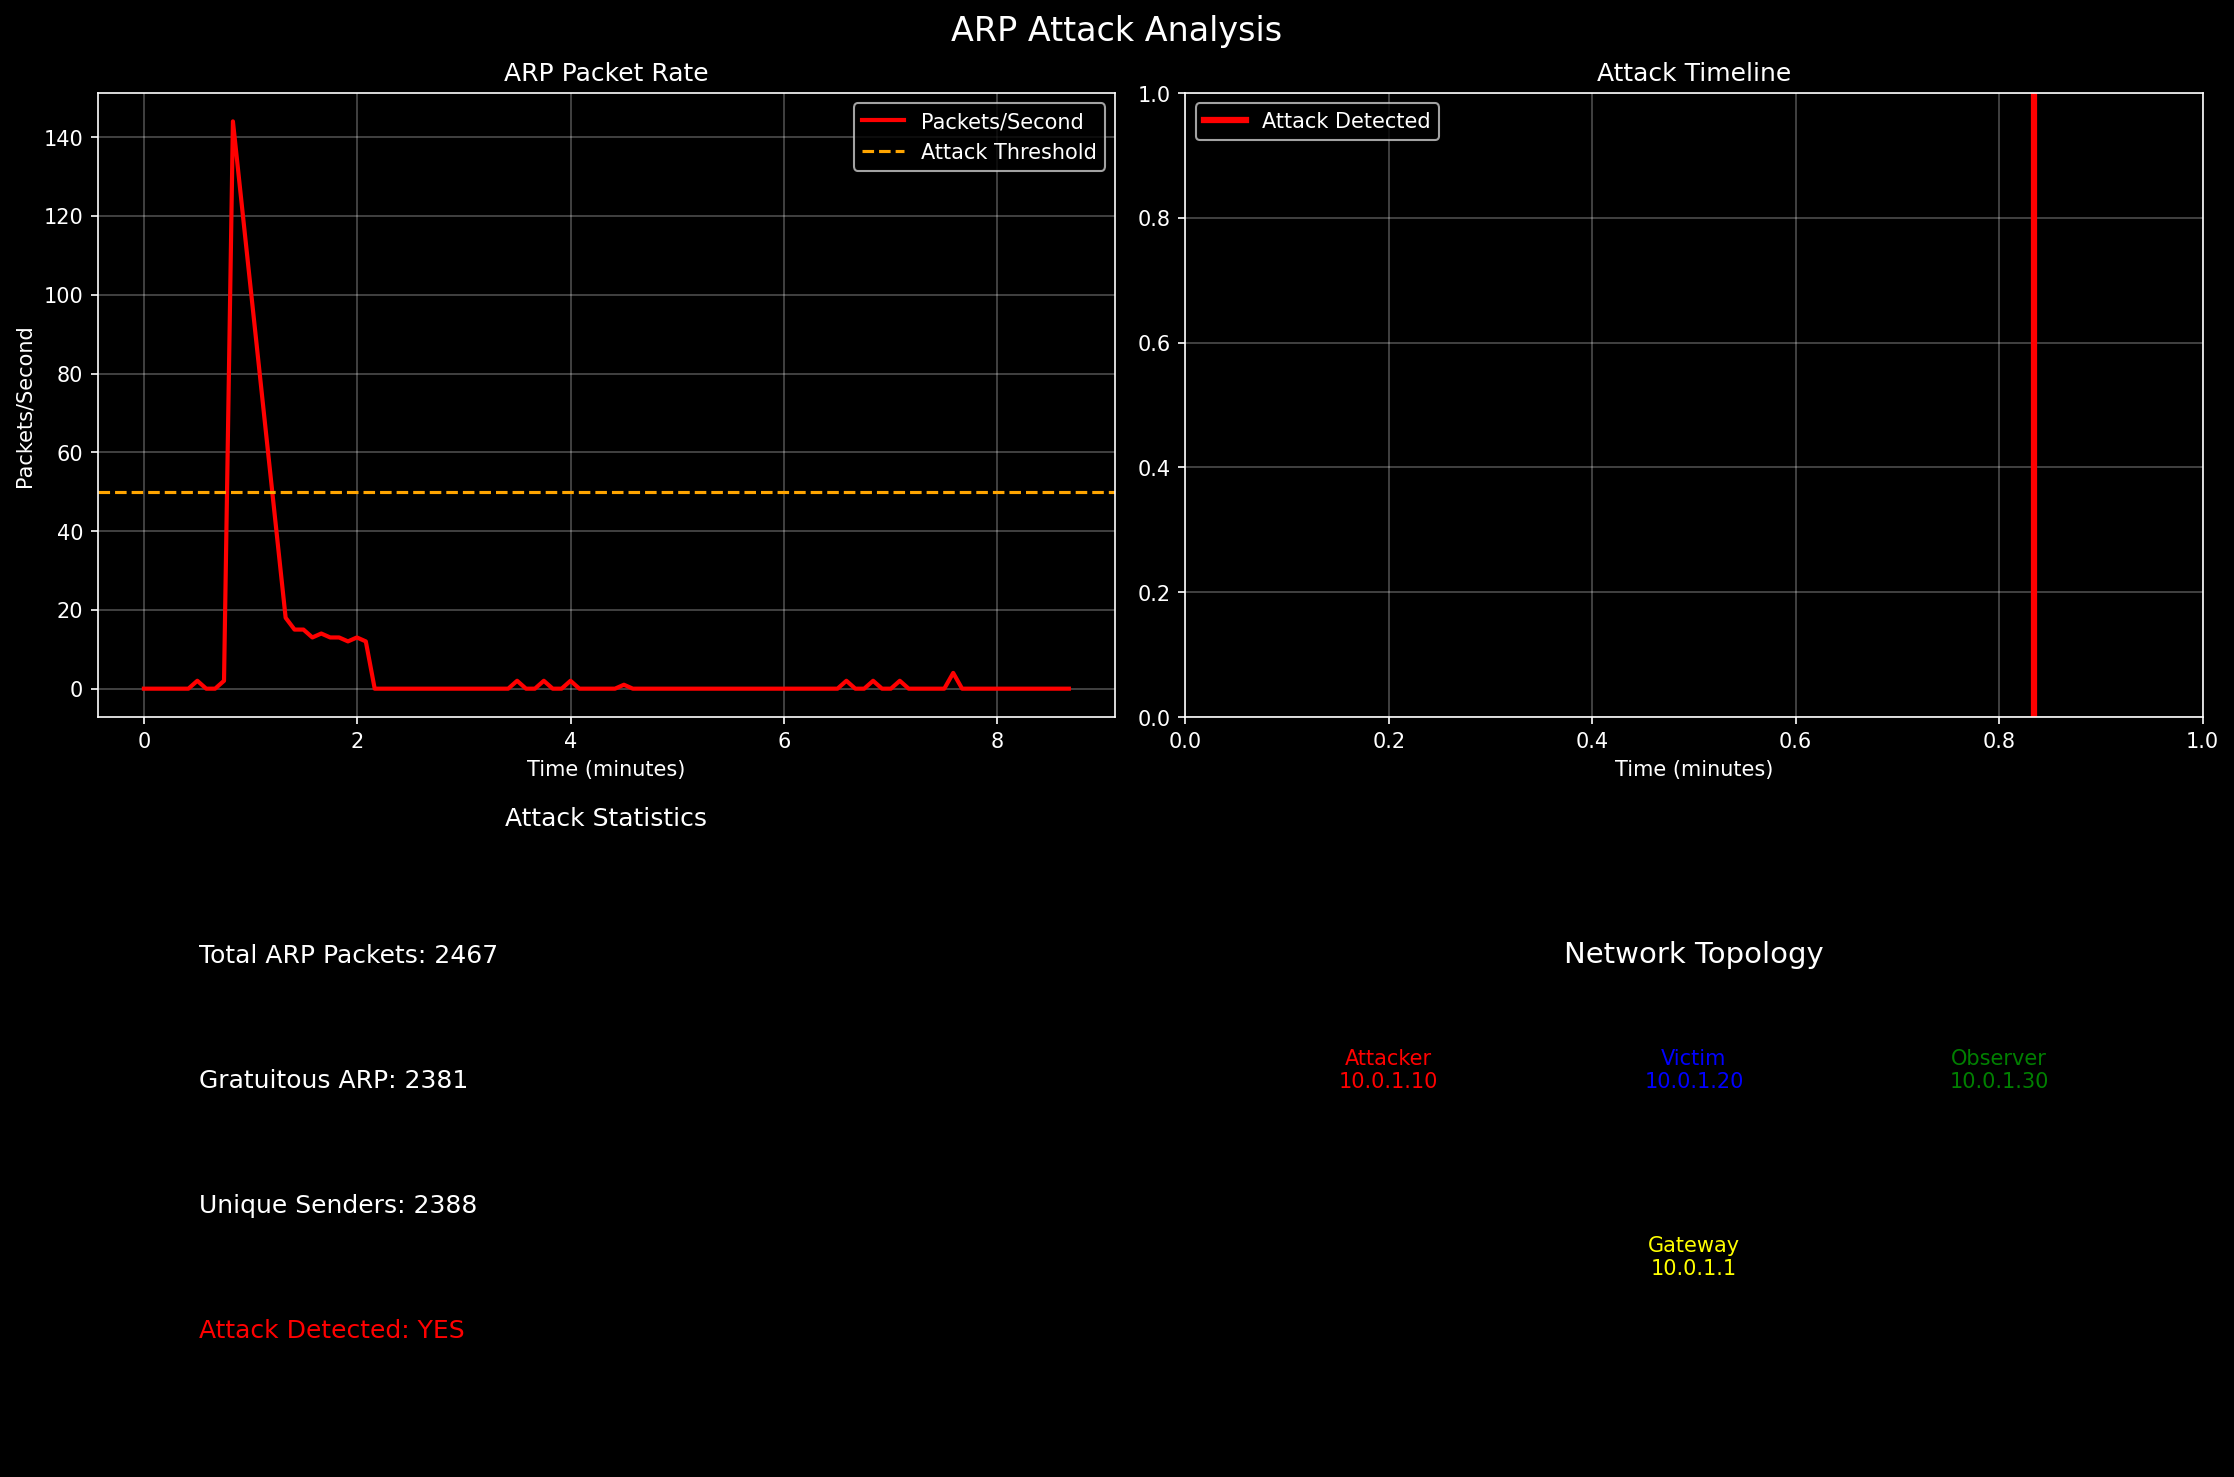 ARP Attack Analysis
ARP Packet Rate
140
120
100
80
60
40
20
0
Packets/Second
0 2 4 6 8
Time (minutes)
Packets/Second
Attack Threshold
Attack Timeline
1.0
0.8
0.6
0.4
0.2
0.0
0.0 0.2 0.4 0.6 0.8 1.0
Time (minutes)
Attack Detected
Attack Statistics
Total ARP Packets: 2467
Gratuitous ARP: 2381
Unique Senders: 2388
Attack Detected: YES
Network Topology
Attacker
10.0.1.10
Victim
10.0.1.20
Observer
10.0.1.30
Gateway
10.0.1.1